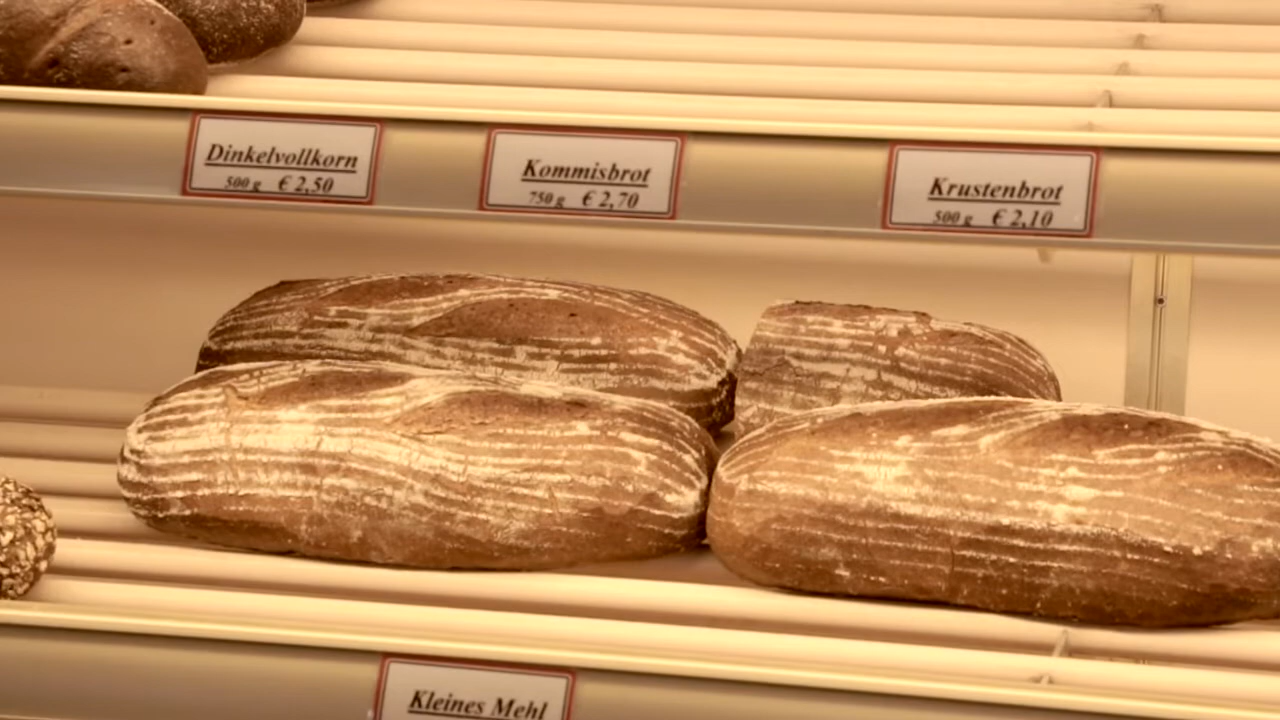 Dinkelvollkorn
500 g € 2,50
Kommisbrot
750 g € 2,70
Krustenbrot
500 g € 2,10
Kleines Mehl